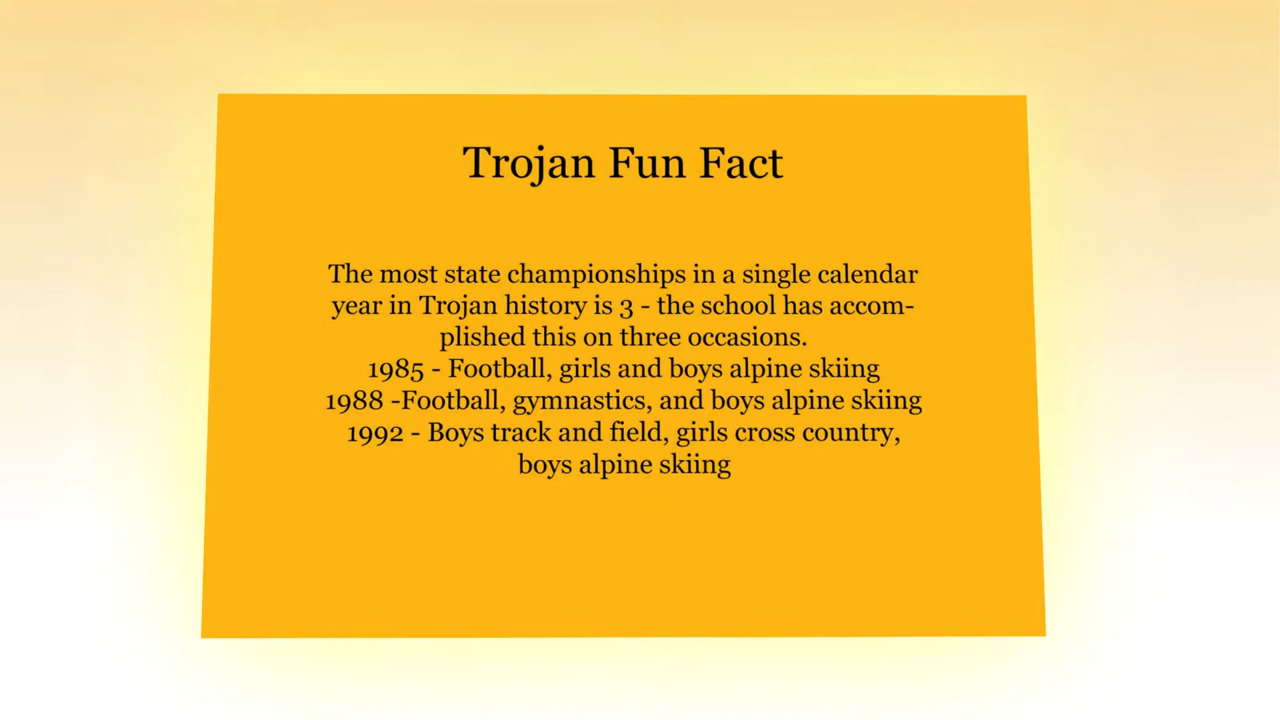 Trojan Fun Fact
The most state championships in a single calendar
year in Trojan history is 3 - the school has accom-
plished this on three occasions.
1985 - Football, girls and boys alpine skiing
1988 -Football, gymnastics, and boys alpine skiing
1992 - Boys track and field, girls cross country,
boys alpine skiing